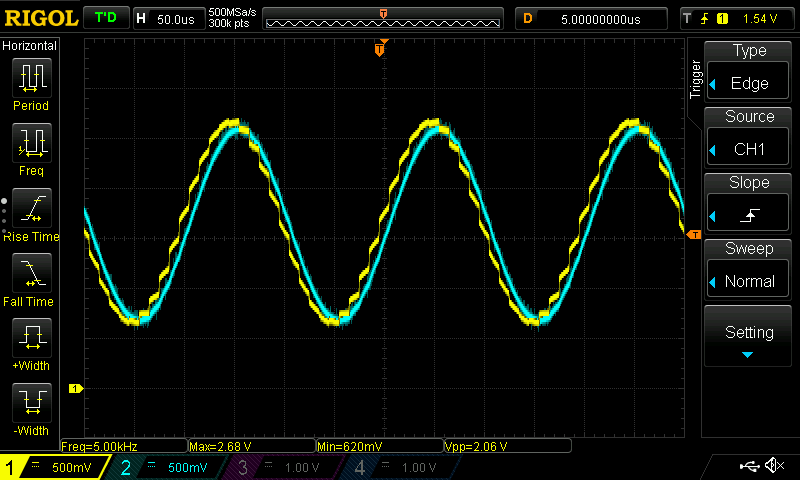 RIGOL T'D H 50.0us 500MSa/s 300k pts D 5.00000000us T 1 1.54 V
Horizontal
Period
Freq
Rise Time
Fall Time
+Width
-Width
T
T
1
Trigger
Type
Edge
Source
CH1
Slope
Sweep
Normal
Setting
Freq=5.00kHz Max=2.68 V Min=620mV Vpp=2.06 V
1 500mV 2 500mV 3 1.00 V 4 1.00 V